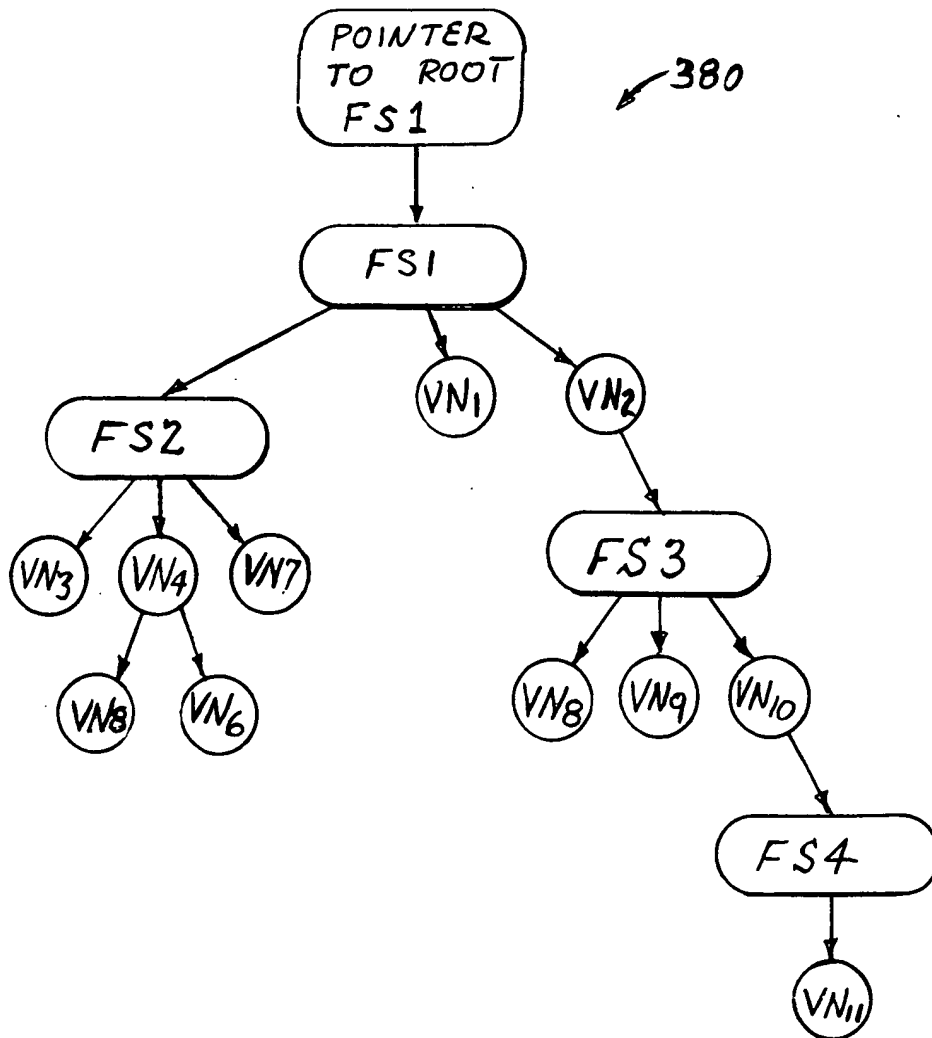 POINTER
TO ROOT
FS1
380
FS1
VN1
VN2
FS2
FS3
VN3
VN4
VN7
VN8
VN6
VN8
VN9
VN10
FS4
VN11